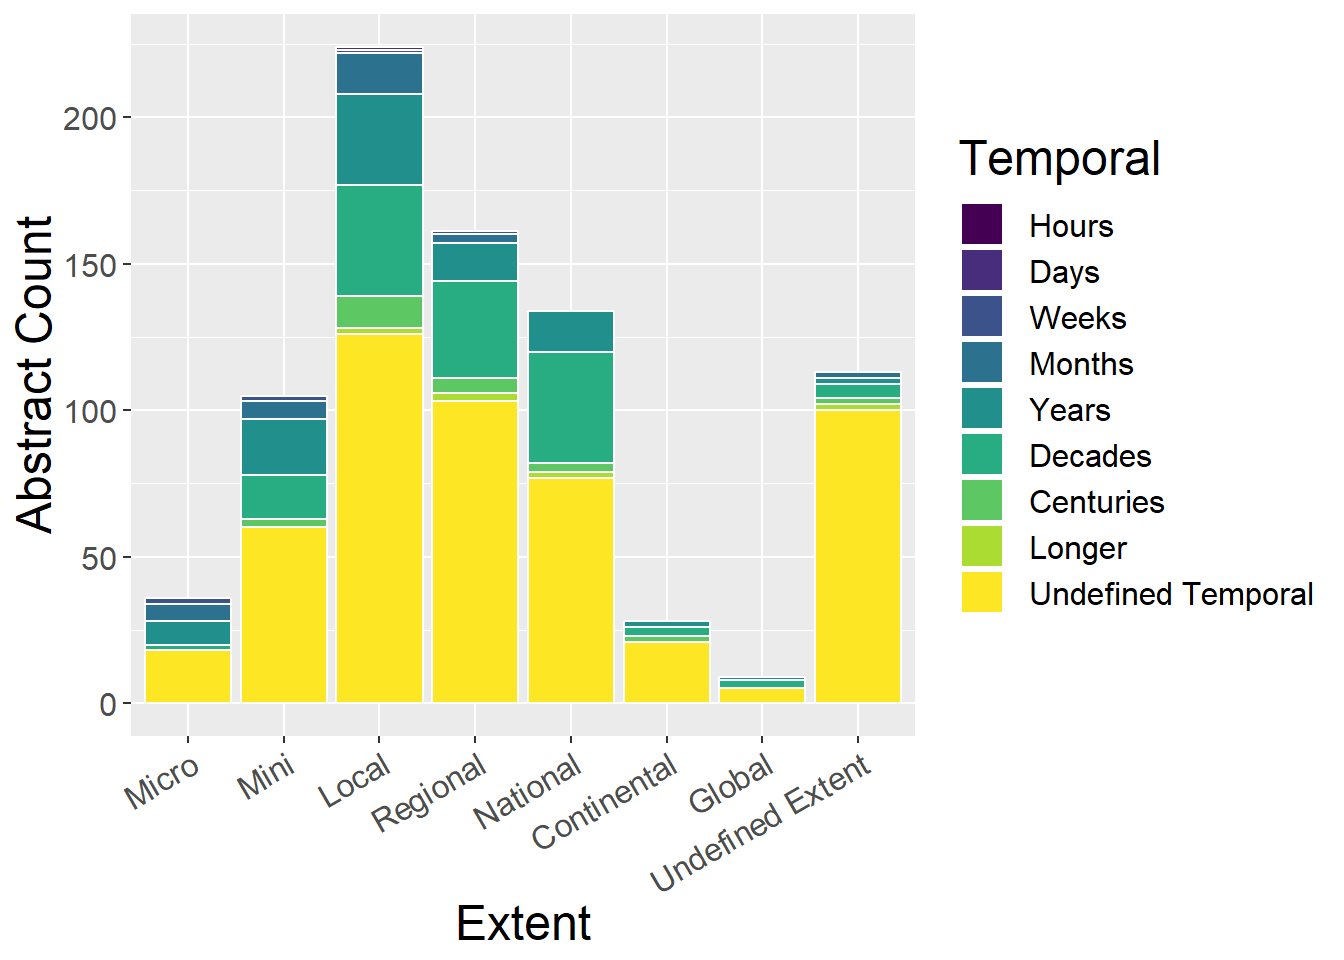 Abstract Count
200
150
100
50
0
Micro
Mini
Local
Regional
National
Continental
Global
Undefined Extent
Extent
Temporal
Hours
Days
Weeks
Months
Years
Decades
Centuries
Longer
Undefined Temporal